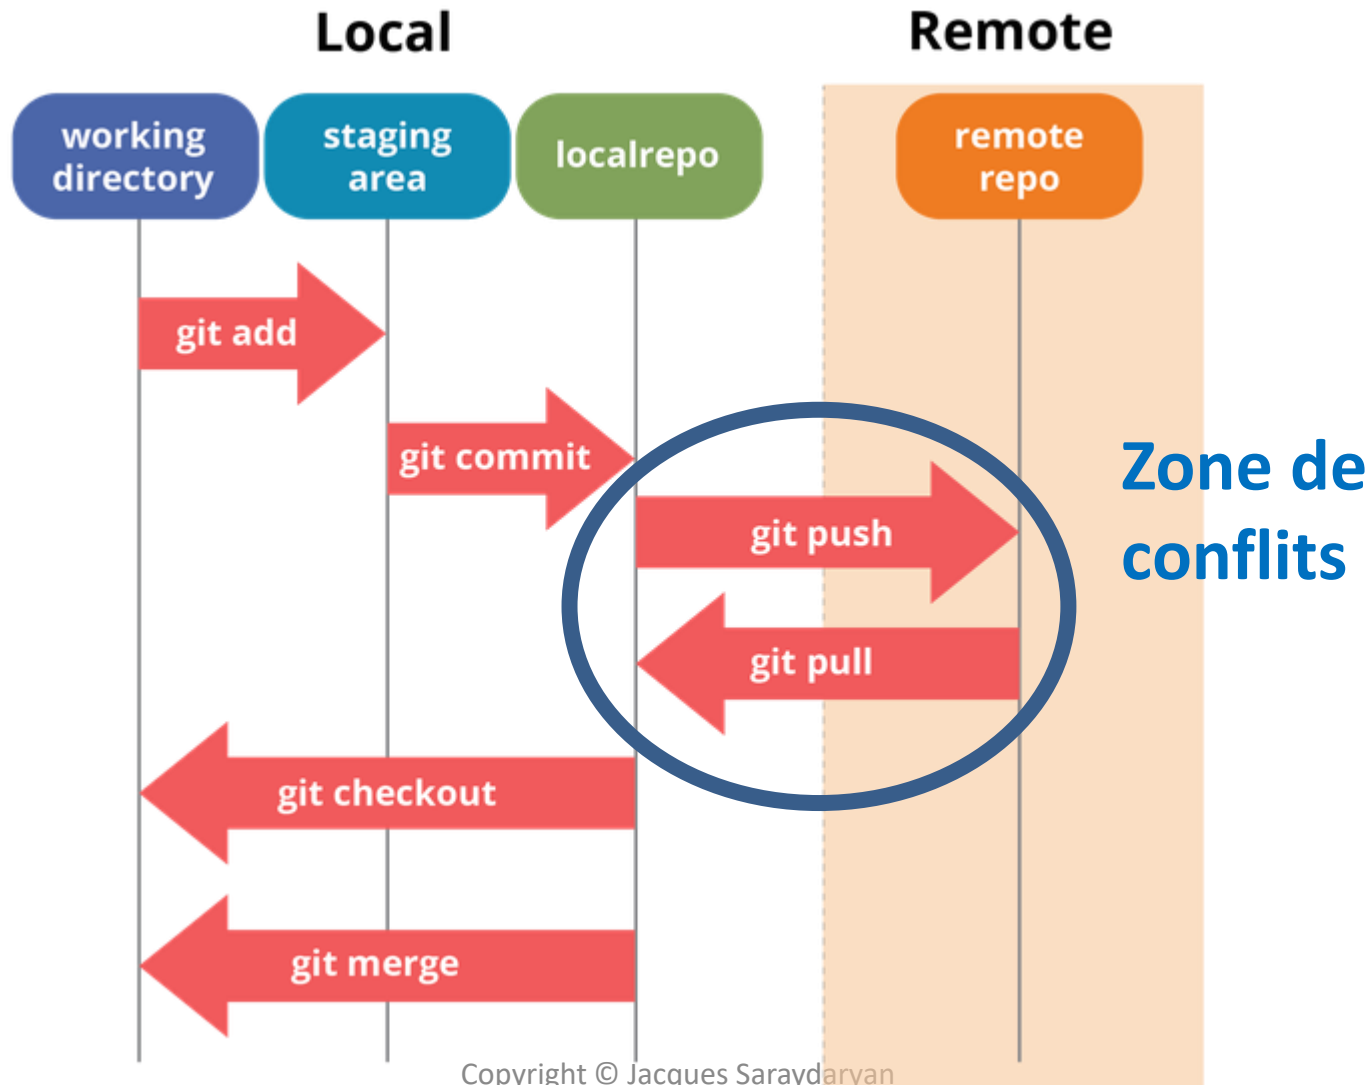 Local
Remote
working
directory
staging
area
localrepo
remote
repo
git add
git commit
git push
Zone de
conflits
git pull
git checkout
git merge
Copyright © Jacques Saraydaryan